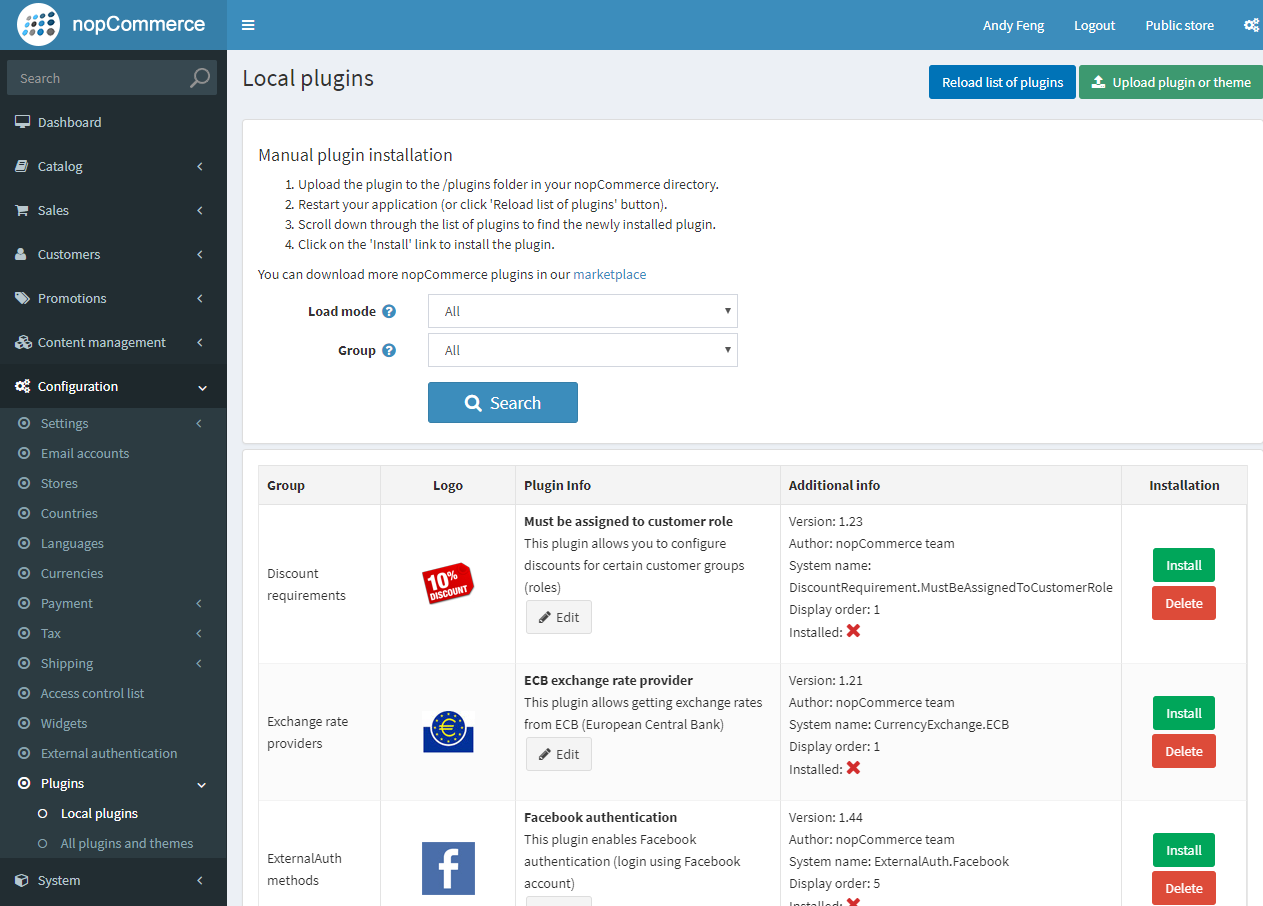 nopCommerce
Andy Feng Logout Public store
Search
Dashboard
Catalog
Sales
Customers
Promotions
Content management
Configuration
Settings
Email accounts
Stores
Countries
Languages
Currencies
Payment
Tax
Shipping
Access control list
Widgets
External authentication
Plugins
Local plugins
All plugins and themes
System
Local plugins
Reload list of plugins
Upload plugin or theme
Manual plugin installation
1. Upload the plugin to the /plugins folder in your nopCommerce directory.
2. Restart your application (or click 'Reload list of plugins' button).
3. Scroll down through the list of plugins to find the newly installed plugin.
4. Click on the 'Install' link to install the plugin.
You can download more nopCommerce plugins in our marketplace
Load mode ? All
Group ? All
Search
Group Logo Plugin Info Additional info Installation
Discount
requirements
10%
DISCOUNT
Must be assigned to customer role
This plugin allows you to configure
discounts for certain customer groups
(roles)
Edit
Version: 1.23
Author: nopCommerce team
System name:
DiscountRequirement.MustBeAssignedToCustomerRole
Display order: 1
Installed:
Install
Delete
Exchange rate
providers
€
ECB exchange rate provider
This plugin allows getting exchange rates
from ECB (European Central Bank)
Edit
Version: 1.21
Author: nopCommerce team
System name: CurrencyExchange.ECB
Display order: 1
Installed:
Install
Delete
ExternalAuth
methods
f
Facebook authentication
This plugin enables Facebook
authentication (login using Facebook
account)
Version: 1.44
Author: nopCommerce team
System name: ExternalAuth.Facebook
Display order: 5
Installed:
Install
Delete